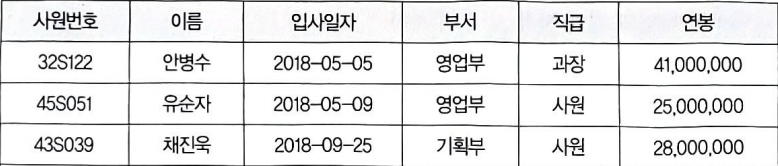 사원번호 이름 입사일자 부서 직급 연봉
32S122 안병수 2018-05-05 영업부 과장 41,000,000
45S051 유순자 2018-05-09 영업부 사원 25,000,000
43S039 채진욱 2018-09-25 기획부 사원 28,000,000